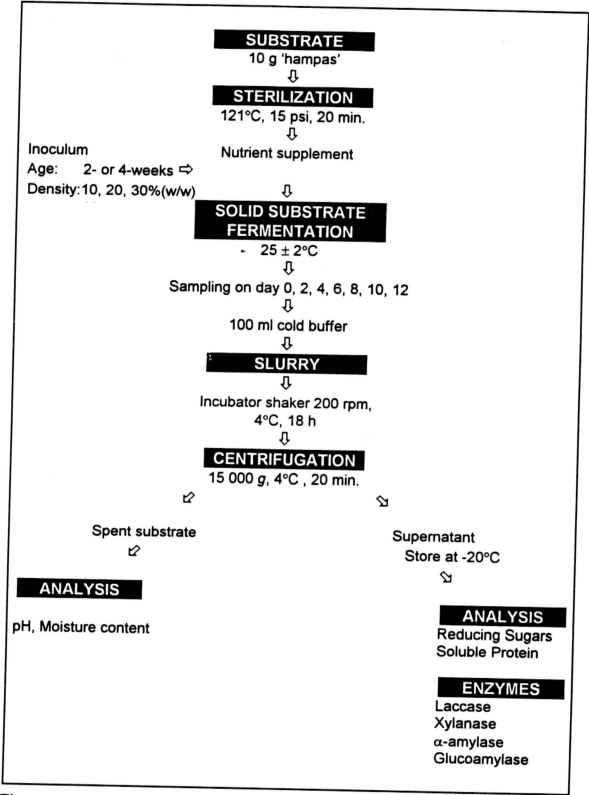 SUBSTRATE
10 g 'hampas'
⇩
STERILIZATION
121°C, 15 psi, 20 min.
⇩
Nutrient supplement
Inoculum
Age: 2- or 4-weeks ⇨
Density:10, 20, 30%(w/w)
⇩
SOLID SUBSTRATE
FERMENTATION
25 ± 2°C
⇩
Sampling on day 0, 2, 4, 6, 8, 10, 12
⇩
100 ml cold buffer
⇩
SLURRY
⇩
Incubator shaker 200 rpm,
4°C, 18 h
⇩
CENTRIFUGATION
15 000 g, 4°C , 20 min.
Spent substrate
ANALYSIS
pH, Moisture content
Supernatant
Store at -20°C
ANALYSIS
Reducing Sugars
Soluble Protein
ENZYMES
Laccase
Xylanase
α-amylase
Glucoamylase